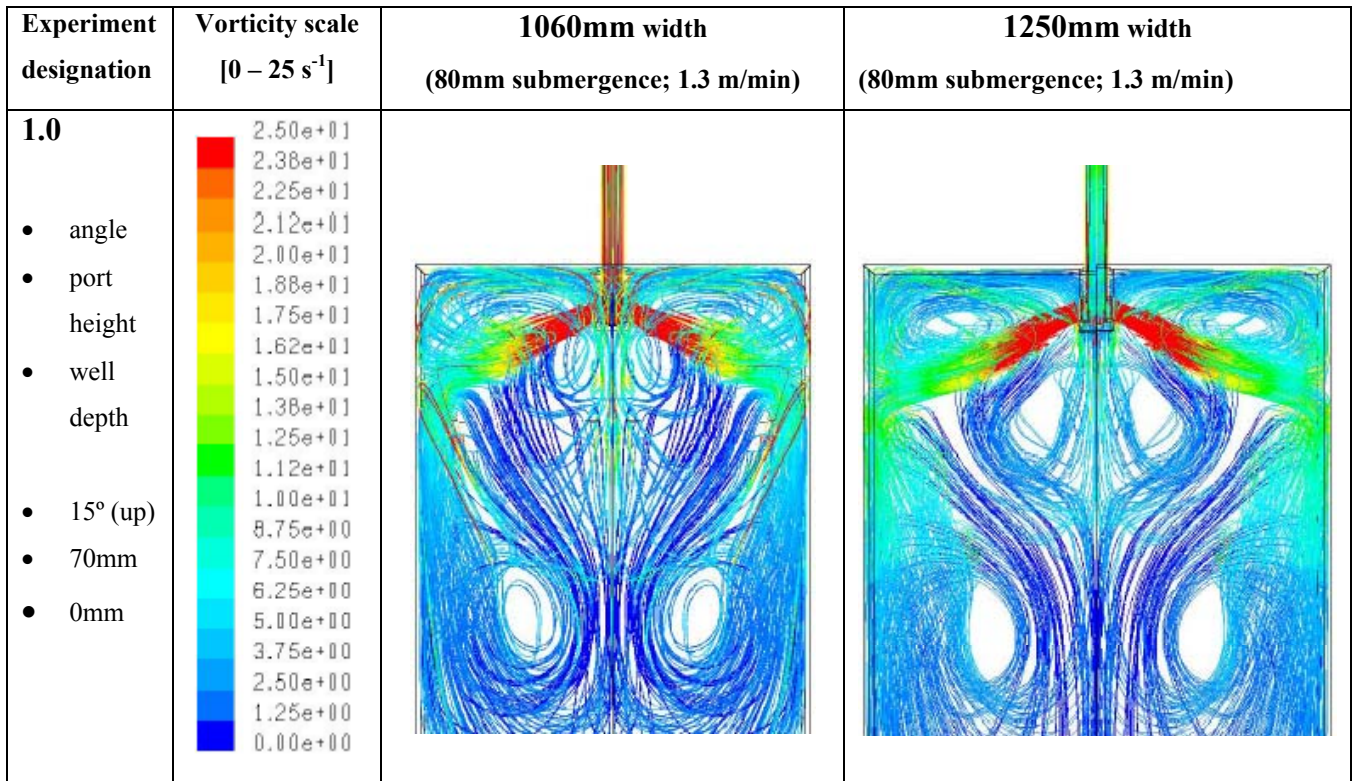 Experiment designation
Vorticity scale [0 – 25 s-1]
1060mm width
(80mm submergence; 1.3 m/min)
1250mm width
(80mm submergence; 1.3 m/min)
1.0
• angle
• port height
• well depth
• 15º (up)
• 70mm
• 0mm
2.50e+01
2.38e+01
2.25e+01
2.12e+01
2.00e+01
1.88e+01
1.75e+01
1.62e+01
1.50e+01
1.38e+01
1.25e+01
1.12e+01
1.00e+01
8.75e+00
7.50e+00
6.25e+00
5.00e+00
3.75e+00
2.50e+00
1.25e+00
0.00e+00